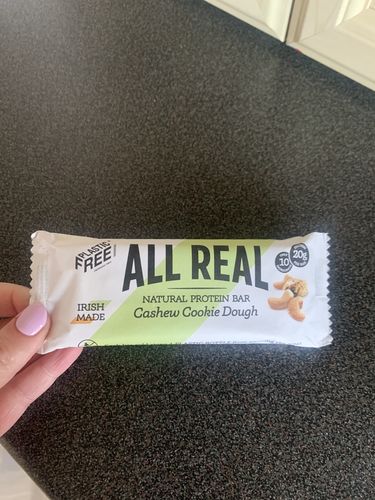 PLASTIC
FREE
ALL REAL
10
20g
NATURAL PROTEIN BAR
Cashew Cookie Dough
IRISH
MADE